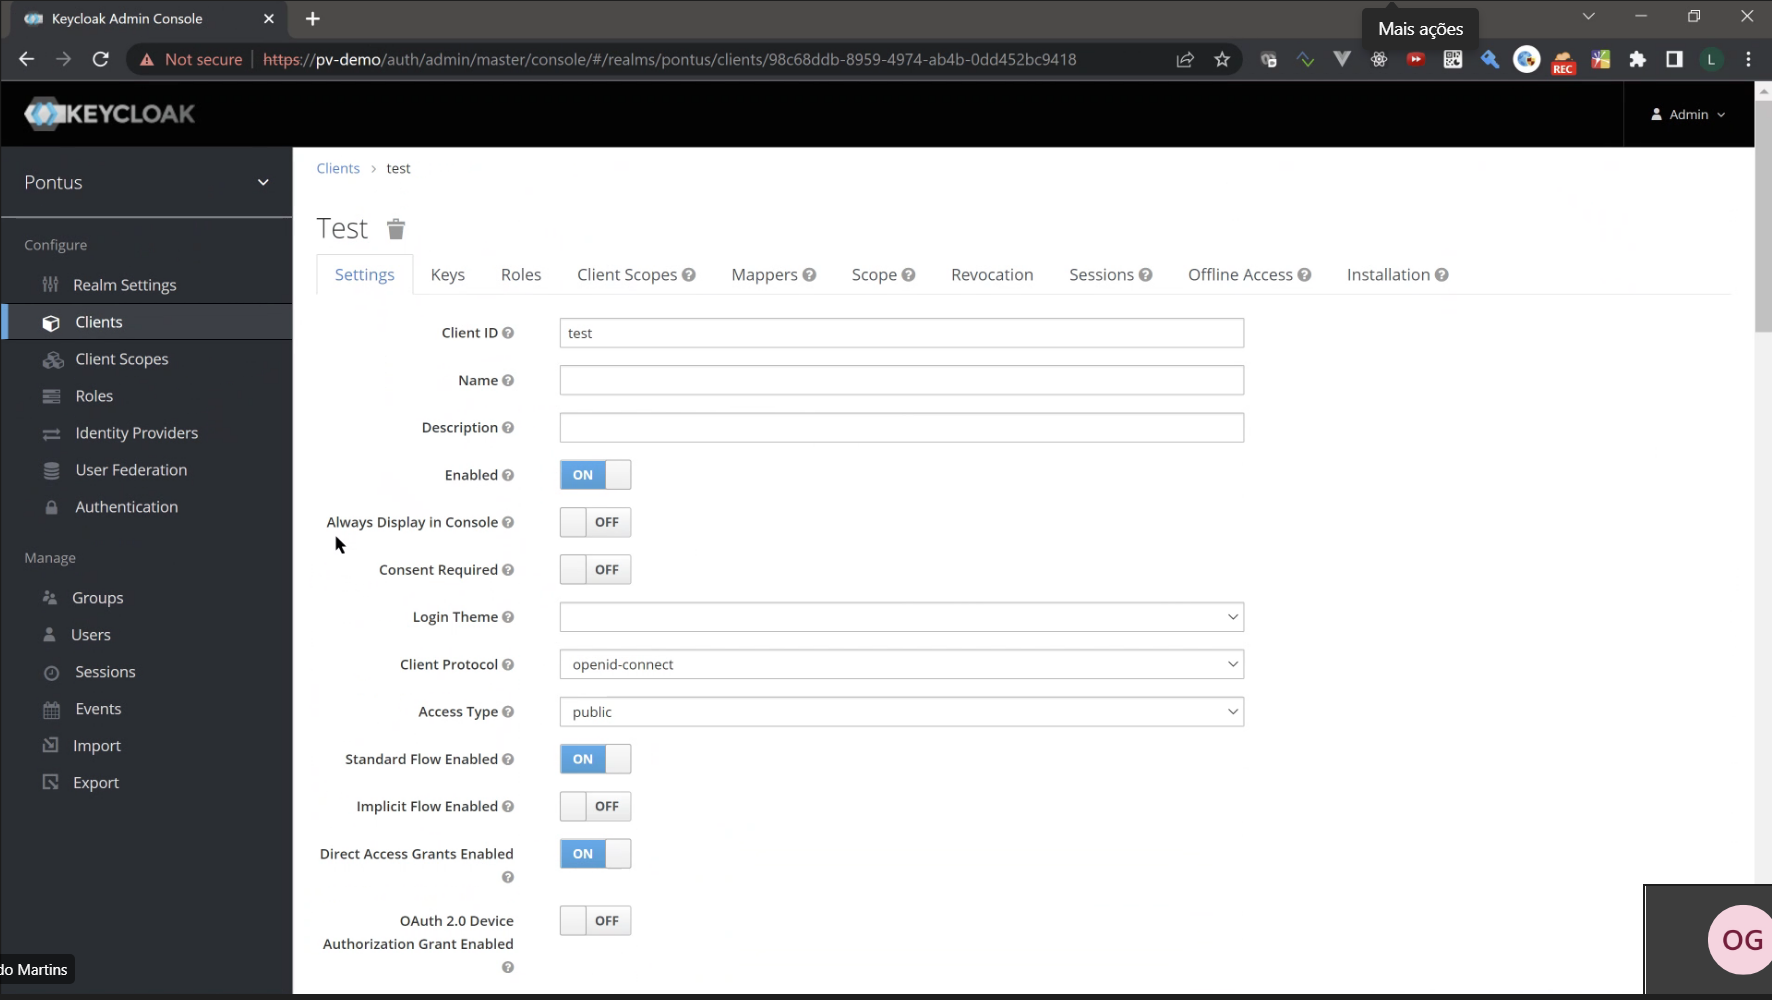 Keycloak Admin Console
Mais ações
Not secure
https://pv-demo/auth/admin/master/console/#/realms/pontus/clients/98c68ddb-8959-4974-ab4b-0dd452bc9418
REC
L
KEYCLOAK
Admin
Pontus
Configure
Realm Settings
Clients
Client Scopes
Roles
Identity Providers
User Federation
Authentication
Manage
Groups
Users
Sessions
Events
Import
Export
Clients > test
Test
Settings Keys Roles Client Scopes Mappers Scope Revocation Sessions Offline Access Installation
Client ID test
Name
Description
Enabled ON
Always Display in Console OFF
Consent Required OFF
Login Theme
Client Protocol openid-connect
Access Type public
Standard Flow Enabled ON
Implicit Flow Enabled OFF
Direct Access Grants Enabled ON
OAuth 2.0 Device OFF
Authorization Grant Enabled
do Martins
OG